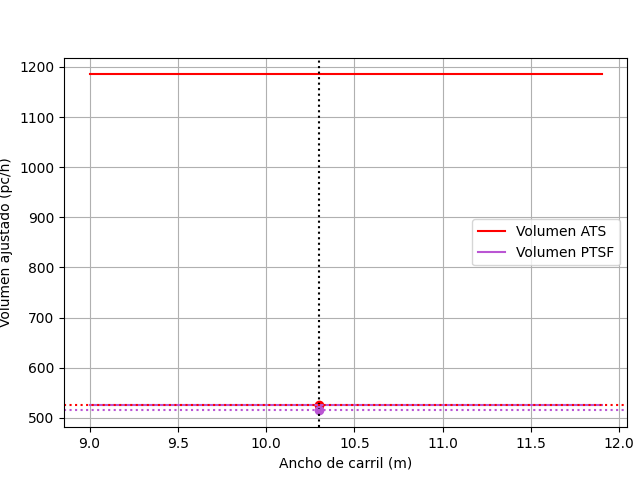 1200
1100
1000
900
800
700
600
500
Volumen ajustado (pc/h)
Volumen ATS
Volumen PTSF
9.0 9.5 10.0 10.5 11.0 11.5 12.0
Ancho de carril (m)